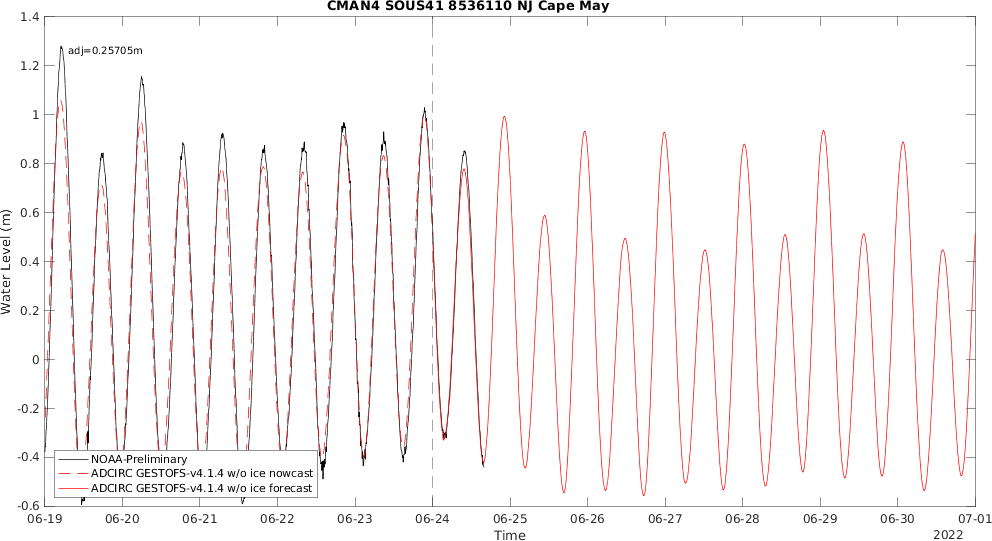 CMAN4 SOUS41 8536110 NJ Cape May
adj=0.25705m
1.4
1.2
1
0.8
0.6
0.4
0.2
0
-0.2
-0.4
-0.6
Water Level (m)
NOAA-Preliminary
ADCIRC GESTOFS-v4.1.4 w/o ice nowcast
ADCIRC GESTOFS-v4.1.4 w/o ice forecast
06-19 06-20 06-21 06-22 06-23 06-24 06-25 06-26 06-27 06-28 06-29 06-30 07-01
Time
2022